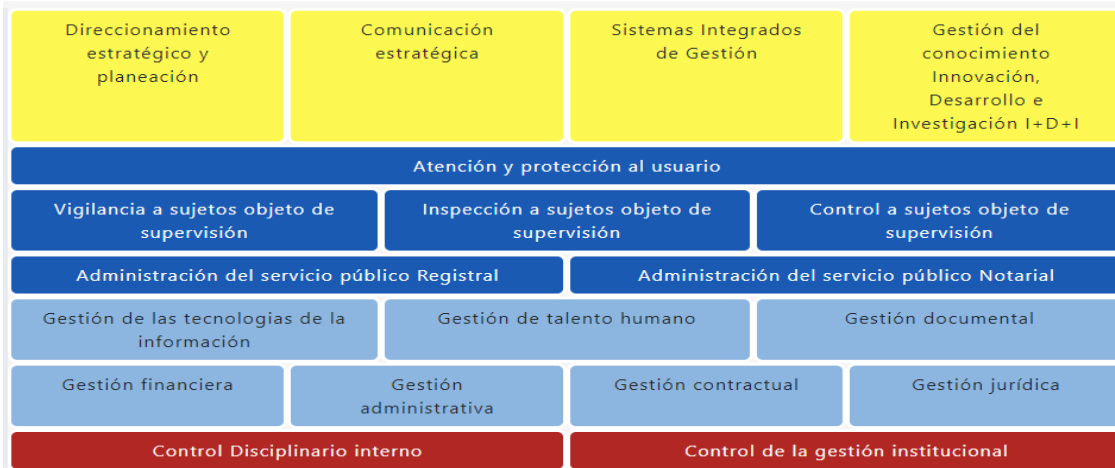 Direccionamiento
estratégico y
planeación
Comunicación
estratégica
Sistemas Integrados
de Gestión
Gestión del
conocimiento
Innovación,
Desarrollo e
Investigación I+D+I
Atención y protección al usuario
Vigilancia a sujetos objeto de
supervisión
Inspección a sujetos objeto de
supervisión
Control a sujetos objeto de
supervisión
Administración del servicio público Registral
Administración del servicio público Notarial
Gestión de las tecnologias de la
información
Gestión de talento humano
Gestión documental
Gestión financiera
Gestión
administrativa
Gestión contractual
Gestión jurídica
Control Disciplinario interno
Control de la gestión institucional